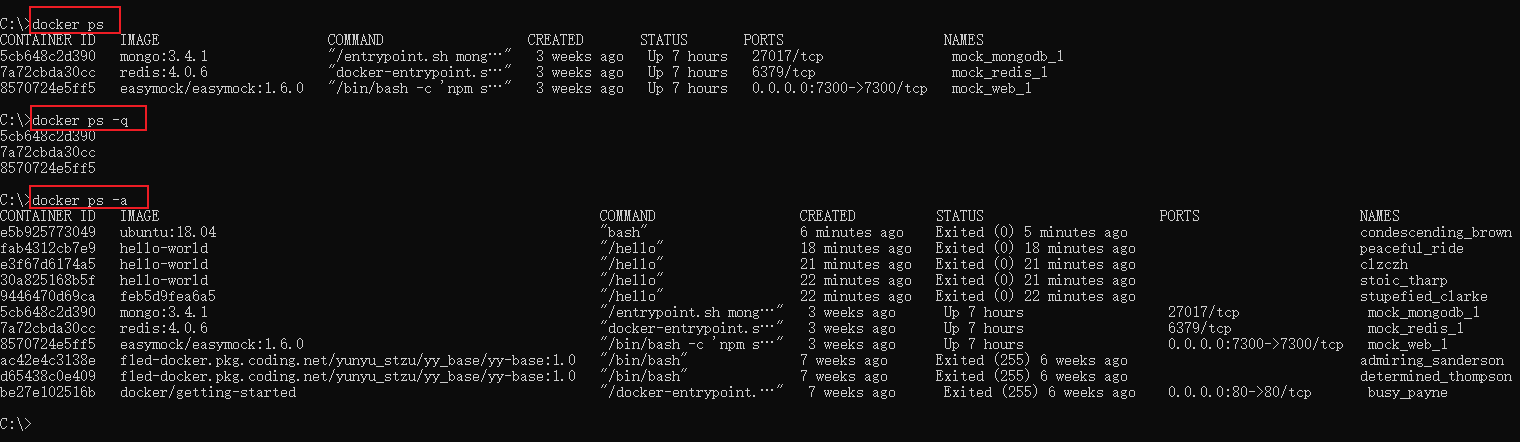 C:\>docker ps
CONTAINER ID   IMAGE                     COMMAND                  CREATED       STATUS       PORTS                    NAMES
5cb648c2d390   mongo:3.4.1               "/entrypoint.sh mong…"   3 weeks ago   Up 7 hours   27017/tcp                mock_mongodb_1
7a72cbda30cc   redis:4.0.6               "docker-entrypoint.s…"   3 weeks ago   Up 7 hours   6379/tcp                 mock_redis_1
8570724e5ff5   easymock/easymock:1.6.0   "/bin/bash -c 'npm s…"   3 weeks ago   Up 7 hours   0.0.0.0:7300->7300/tcp   mock_web_1
C:\>docker ps -q
5cb648c2d390
7a72cbda30cc
8570724e5ff5
C:\>docker ps -a
CONTAINER ID   IMAGE                                                       COMMAND                  CREATED          STATUS                      PORTS                    NAMES
e5b925773049   ubuntu:18.04                                                "bash"                   6 minutes ago    Exited (0) 5 minutes ago                             condescending_brown
fab4312cb7e9   hello-world                                                 "/hello"                 18 minutes ago   Exited (0) 18 minutes ago                            peaceful_ride
e3f67d6174a5   hello-world                                                 "/hello"                 21 minutes ago   Exited (0) 21 minutes ago                            clzczh
30a825168b5f   hello-world                                                 "/hello"                 22 minutes ago   Exited (0) 22 minutes ago                            stoic_tharp
9446470d69ca   feb5d9fea6a5                                                "/hello"                 22 minutes ago   Exited (0) 22 minutes ago                            stupefied_clarke
5cb648c2d390   mongo:3.4.1                                                 "/entrypoint.sh mong…"   3 weeks ago      Up 7 hours                  27017/tcp                mock_mongodb_1
7a72cbda30cc   redis:4.0.6                                                 "docker-entrypoint.s…"   3 weeks ago      Up 7 hours                  6379/tcp                 mock_redis_1
8570724e5ff5   easymock/easymock:1.6.0                                     "/bin/bash -c 'npm s…"   3 weeks ago      Up 7 hours                  0.0.0.0:7300->7300/tcp   mock_web_1
ac42e4c3138e   fled-docker.pkg.coding.net/yunyu_stzu/yy_base/yy-base:1.0   "/bin/bash"              7 weeks ago      Exited (255) 6 weeks ago                             admiring_sanderson
d65438c0e409   fled-docker.pkg.coding.net/yunyu_stzu/yy_base/yy-base:1.0   "/bin/bash"              7 weeks ago      Exited (255) 6 weeks ago                             determined_thompson
be27e102516b   docker/getting-started                                      "/docker-entrypoint.…"   7 weeks ago      Exited (255) 6 weeks ago    0.0.0.0:80->80/tcp       busy_payne
C:\>